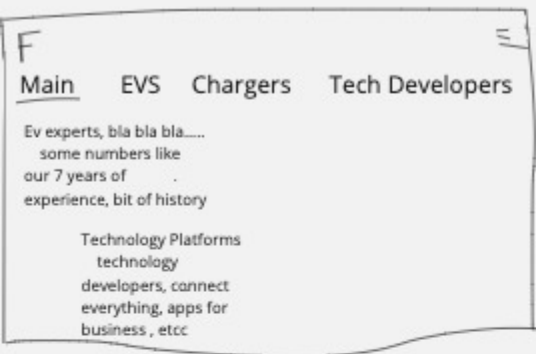 F
Main EVS Chargers Tech Developers
Ev experts, bla bla bla.....
some numbers like
our 7 years of .
experience, bit of history
Technology Platforms
technology
developers, connect
everything, apps for
business , etcc